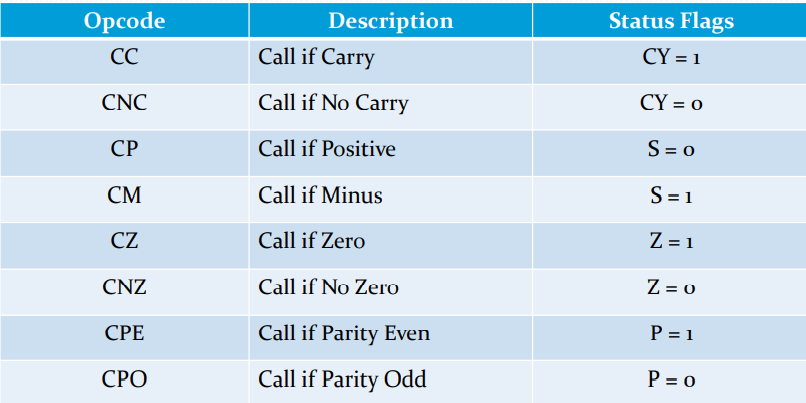 Opcode Description Status Flags
CC Call if Carry CY = 1
CNC Call if No Carry CY = 0
CP Call if Positive S = 0
CM Call if Minus S = 1
CZ Call if Zero Z = 1
CNZ Call if No Zero Z = 0
CPE Call if Parity Even P = 1
CPO Call if Parity Odd P = 0